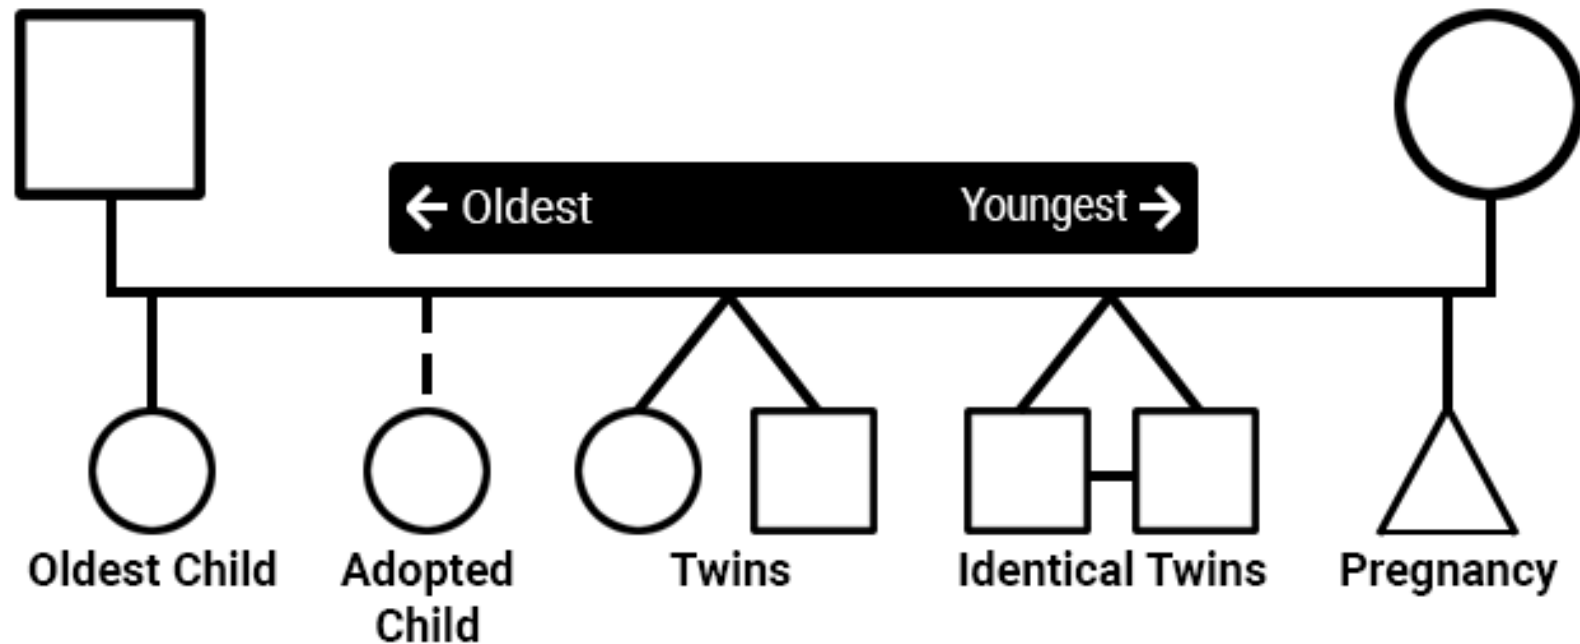 ← Oldest Youngest →
Oldest Child
Adopted
Child
Twins
Identical Twins
Pregnancy